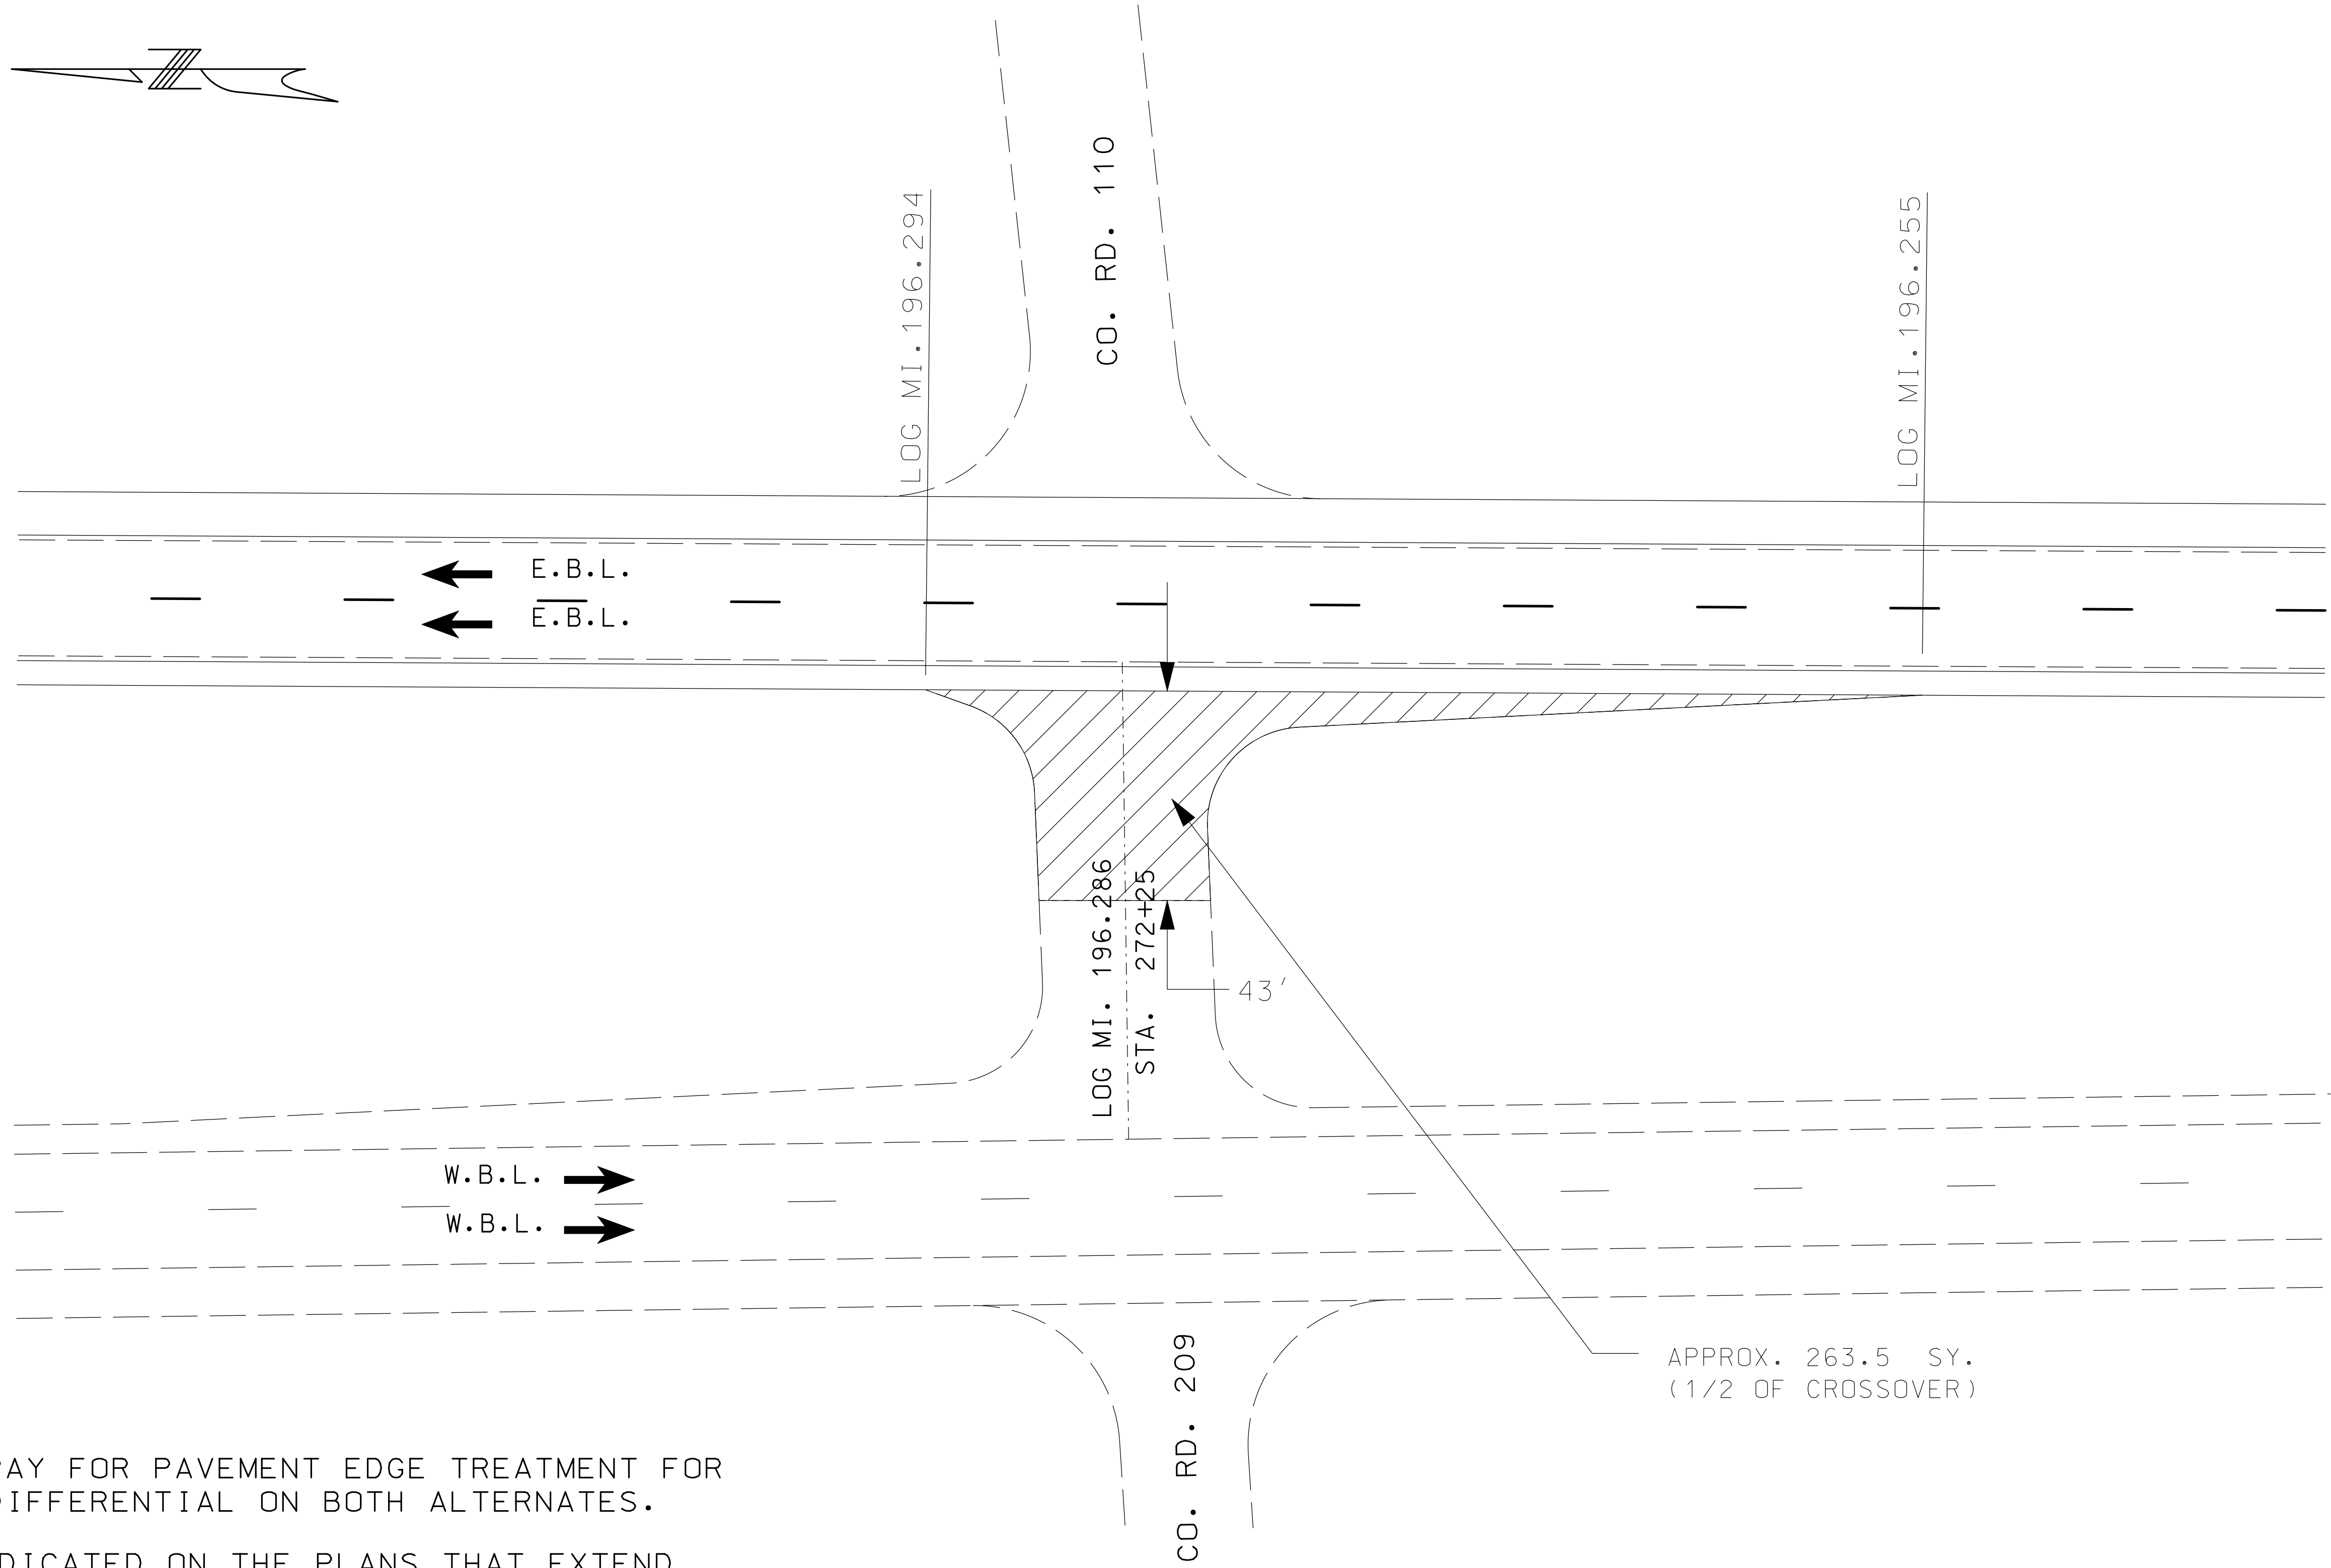 CO. RD. 110
LOG MI.196.294
LOG MI.196.255
E.B.L.
E.B.L.
LOG MI. 196.286
STA. 272+25
43'
W.B.L.
W.B.L.
CO. RD. 209
APPROX. 263.5 SY.
(1/2 OF CROSSOVER)
FOR PAVEMENT EDGE TREATMENT FOR
ON BOTH ALTERNATES.
ON THE PLANS THAT EXTEND